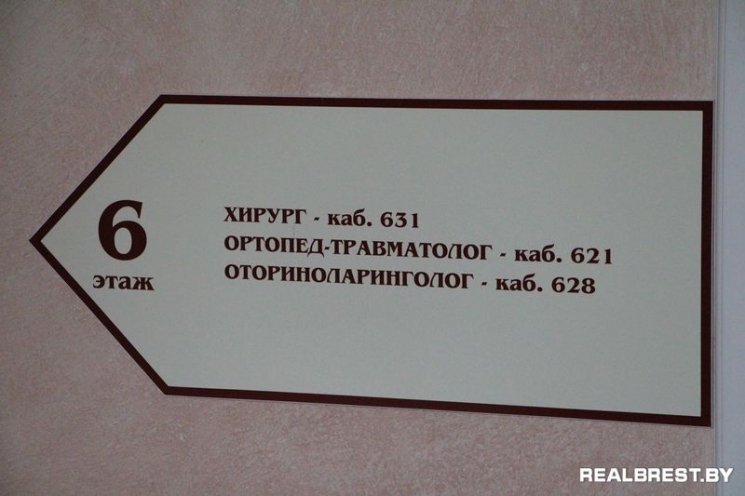 6
этаж
ХИРУРГ - каб. 631
ОРТОПЕД-ТРАВМАТОЛОГ - каб. 621
ОТОРИНОЛАРИНГОЛОГ - каб. 628
REALBREST.BY